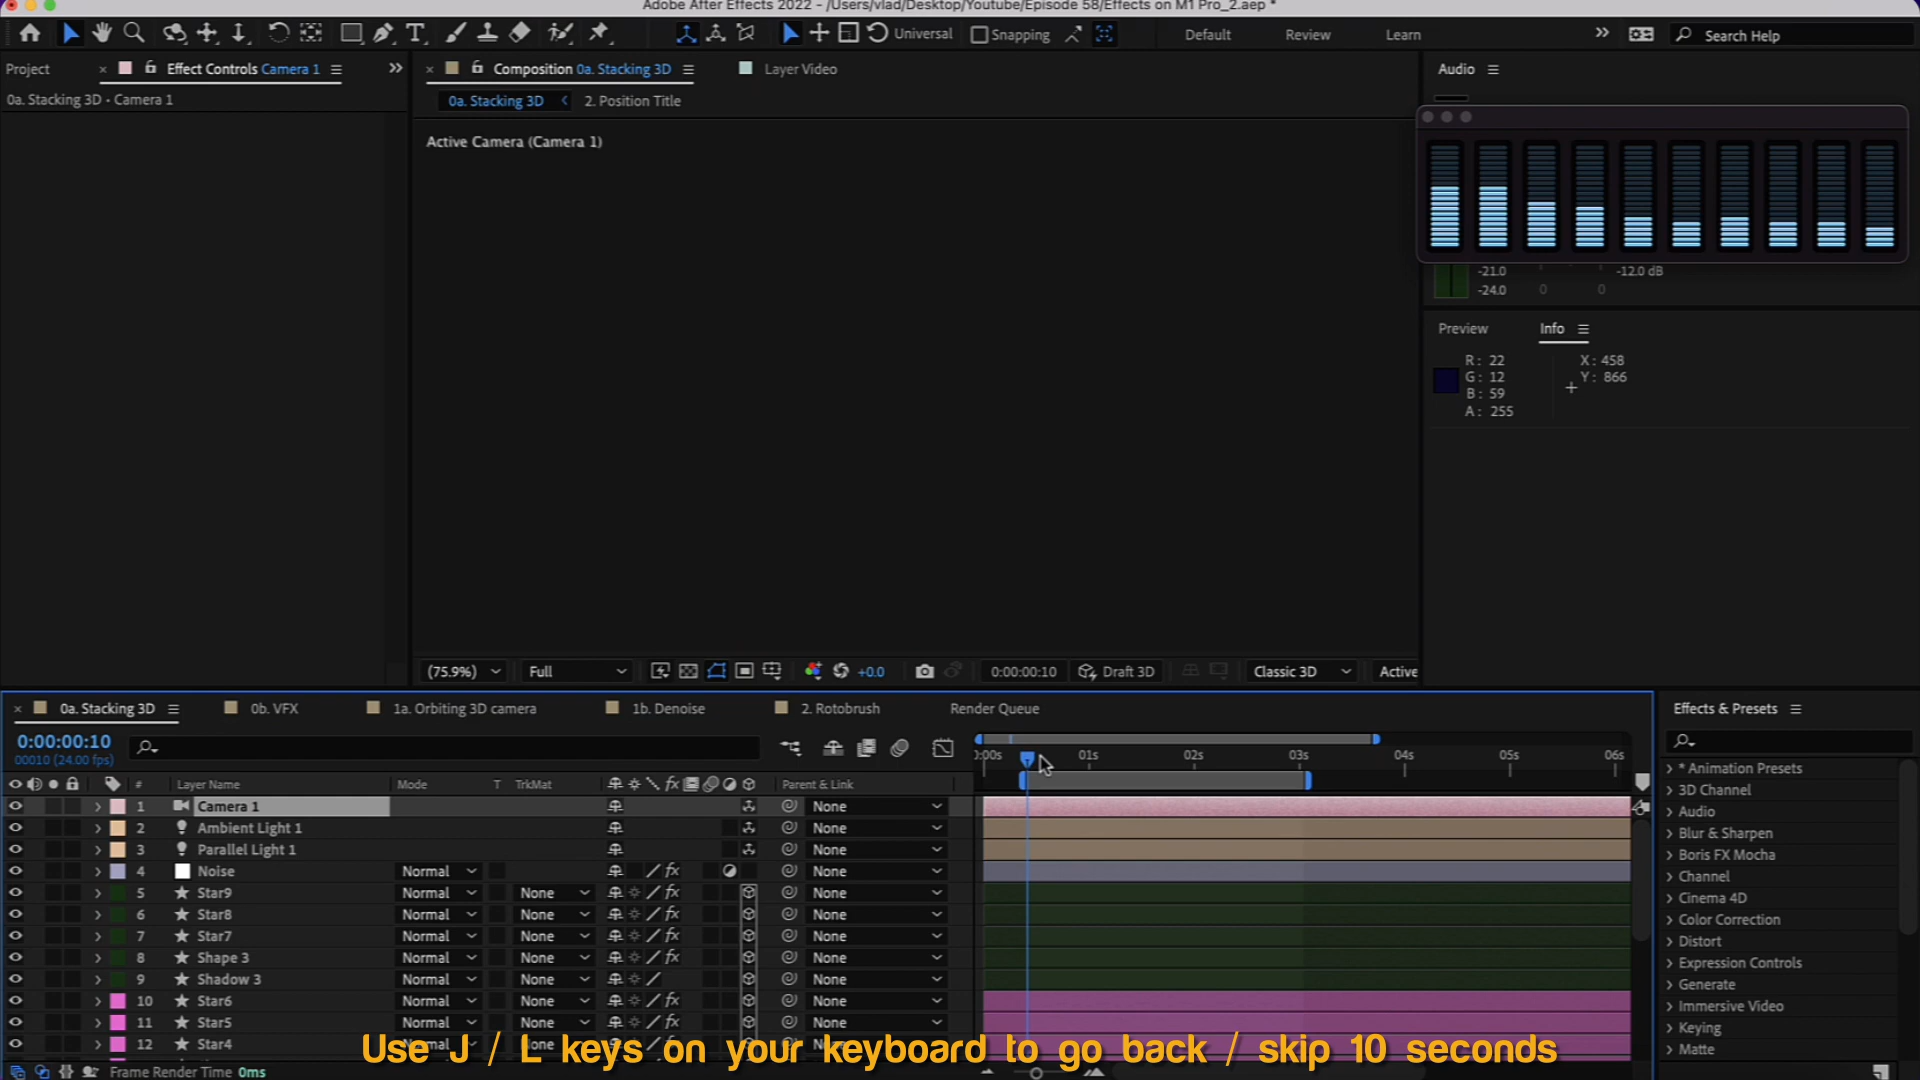 Adobe After Effects 2022 - /Users/vlad/Desktop/Youtube/Episode 58/Effects on M1 Pro_2.aep *
Universal Snapping Default Review Learn Search Help
Project Effect Controls Camera 1 Composition 0a. Stacking 3D Layer Video Audio
0a. Stacking 3D • Camera 1 0a. Stacking 3D 2. Position Title
Active Camera (Camera 1)
-21.0 -12.0 dB
-24.0 0 0
Preview Info
R: 22 X: 458
G: 12 Y: 866
B: 59
A: 255
(75.9%) Full +0.0 0:00:00:10 Draft 3D Classic 3D Active
0a. Stacking 3D 0b. VFX 1a. Orbiting 3D camera 1b. Denoise 2. Rotobrush Render Queue Effects & Presets
0:00:00:10
00010 (24.00 fps)
:00s 01s 02s 03s 04s 05s 06s
# Layer Name Mode T TrkMat fx Parent & Link
1 Camera 1 None
2 Ambient Light 1 None
3 Parallel Light 1 None
4 Noise Normal fx None
5 Star9 Normal None fx None
6 Star8 Normal None fx None
7 Star7 Normal None fx None
8 Shape 3 Normal None fx None
9 Shadow 3 Normal None None
10 Star6 Normal None fx None
11 Star5 Normal None fx None
12 Star4
* Animation Presets
3D Channel
Audio
Blur & Sharpen
Boris FX Mocha
Channel
Cinema 4D
Color Correction
Distort
Expression Controls
Generate
Immersive Video
Keying
Matte
Use J / L keys on your keyboard to go back / skip 10 seconds
Frame Render Time 0ms